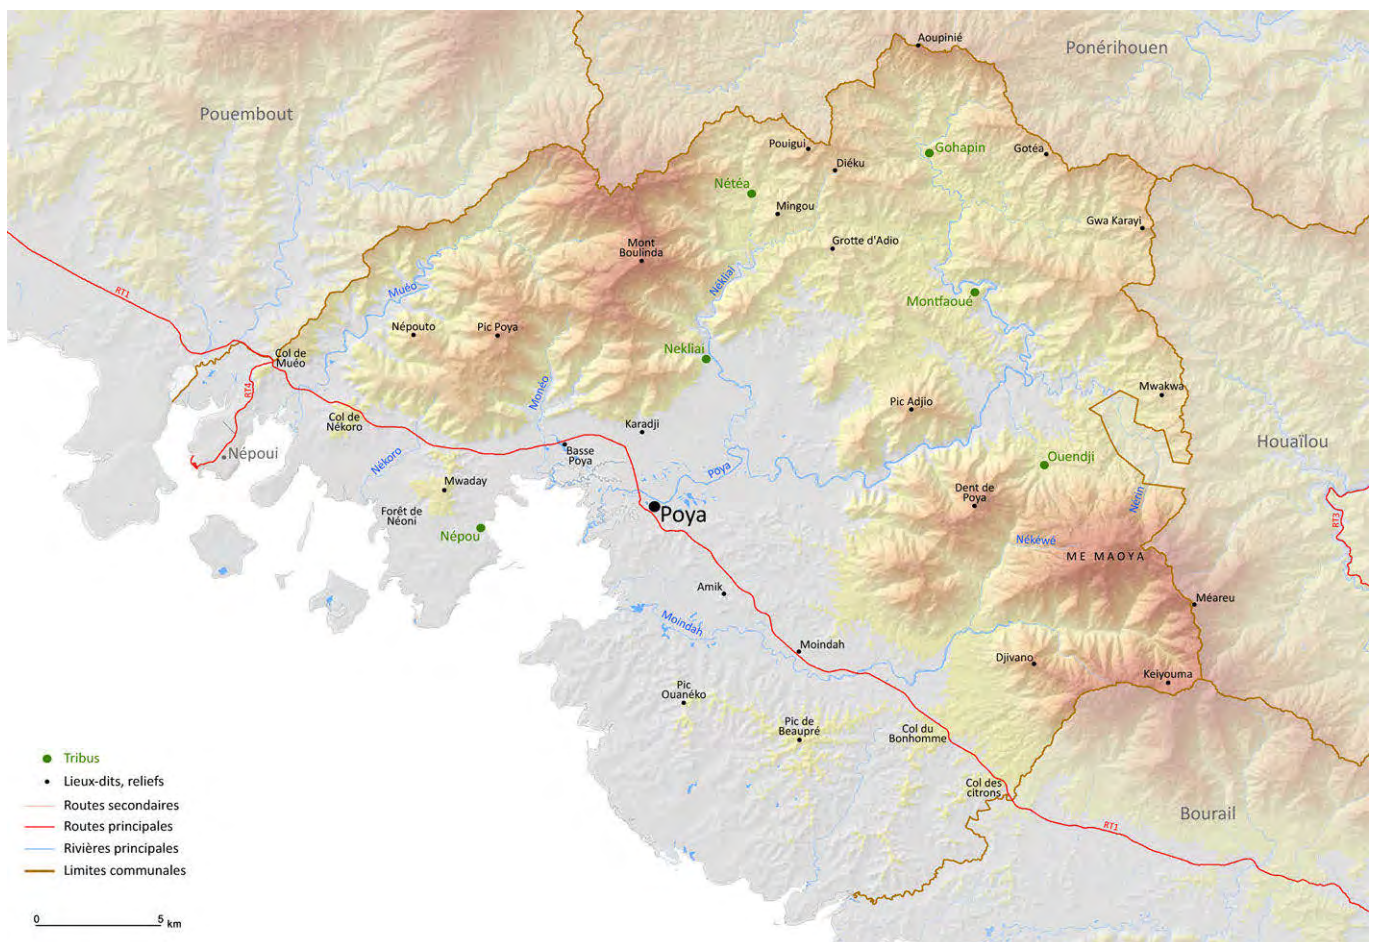 Aoupinié
Ponérihouen
Pouembout
Pouigui
Diéku
Gohapin
Gotea
Nétéa
Mingou
Gwa Karayi
Mont
Boulinda
Grotte d'Adio
Nékliai
Muéo
RT1
Montfaoué
Népouto
Pic Poya
Nekliai
Col de
Muéo
RT4
Monéo
Mwakwa
Pic Adjio
Col de
Nékoro
Karadji
Houaïlou
Népoui
Basse
Poya
Ouendji
Nékoro
Poya
Mwaday
Dent de
Poya
Nérin
Forêt de
Néoni
Poya
RT3
Népou
Nékéwé
ME MAOYA
Amik
Méareu
Moindah
Moindah
Djivano
Keiyouma
Pic
Ouanéko
Pic de
Beaupré
Col du
Bonhomme
Col des
citrons
Bourail
RT1
Tribus
Lieux-dits, reliefs
Routes secondaires
Routes principales
Rivières principales
Limites communales
0 5 km